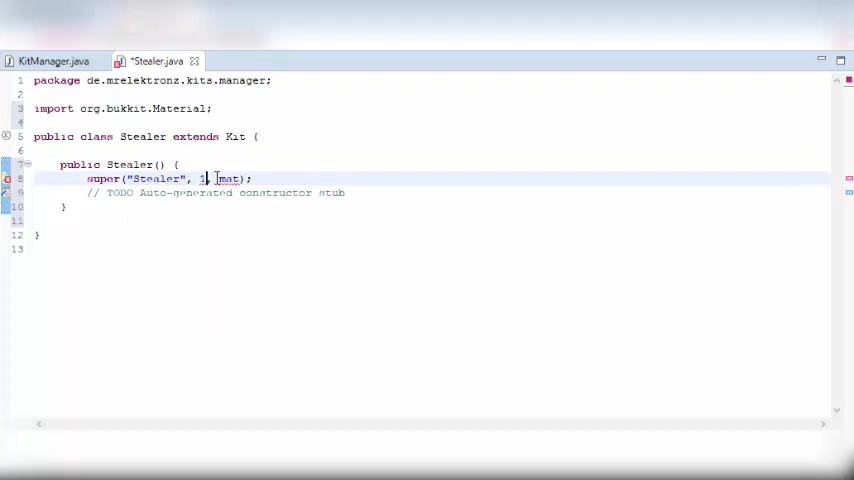 KitManager.java *Stealer.java
1 package de.mrelektronz.kits.manager;
2
3 import org.bukkit.Material;
4
5 public class Stealer extends Kit {
6
7 public Stealer() {
8 super("Stealer", 1, mat);
9 // TODO Auto-generated constructor stub
10 }
11
12 }
13